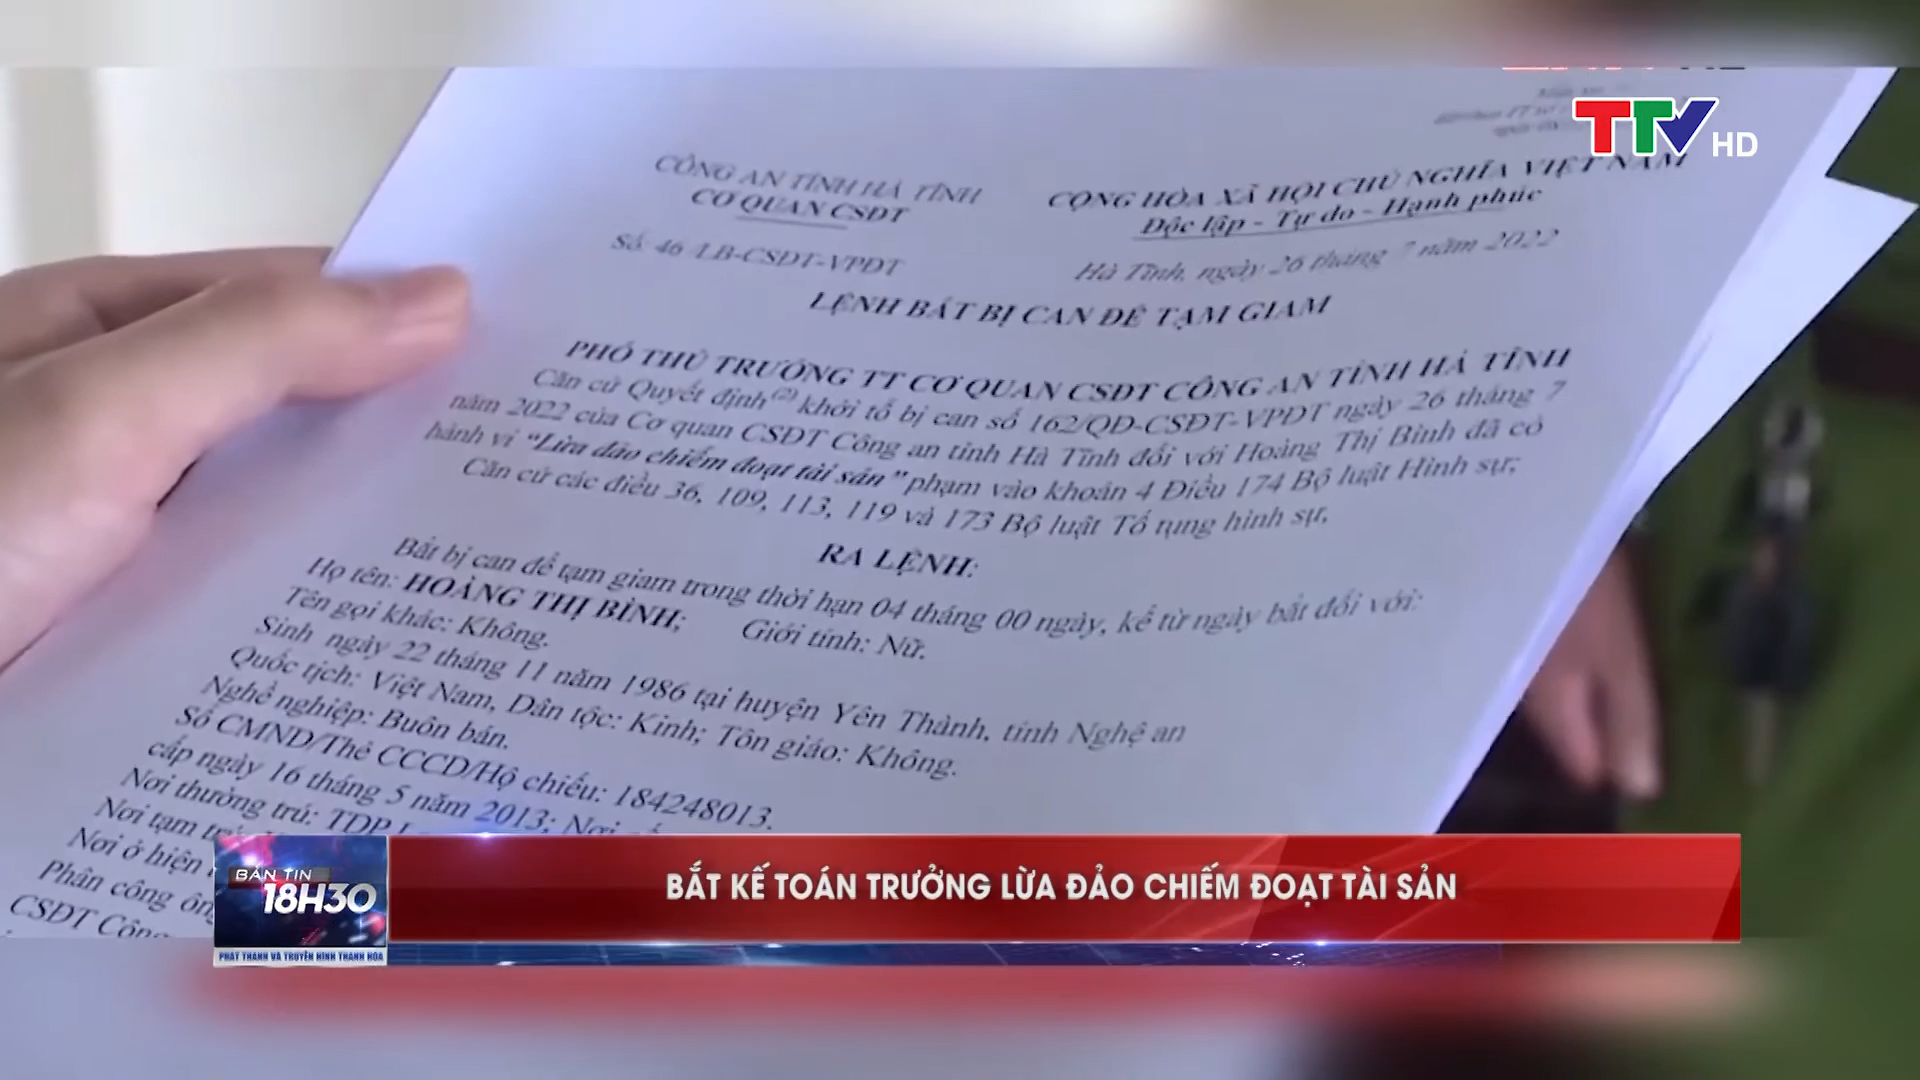 TTV HD
CÔNG AN TỈNH HÀ TĨNH
CƠ QUAN CSĐT
Số: 46 /LB-CSĐT-VPĐT
CỘNG HÒA XÃ HỘI CHỦ NGHĨA VIỆT NAM
Độc lập - Tự do - Hạnh phúc
Hà Tĩnh, ngày 26 tháng 7 năm 2022
LỆNH BẮT BỊ CAN ĐỂ TẠM GIAM
PHÓ THỦ TRƯỞNG TT CƠ QUAN CSĐT CÔNG AN TỈNH HÀ TĨNH
Căn cứ Quyết định(2) khởi tố bị can số 162/QĐ-CSĐT-VPĐT ngày 26 tháng 7
năm 2022 của Cơ quan CSĐT Công an tỉnh Hà Tĩnh đối với Hoàng Thị Bình đã có
hành vi "Lừa đảo chiếm đoạt tài sản" phạm vào khoản 4 Điều 174 Bộ luật Hình sự;
Căn cứ các điều 36, 109, 113, 119 và 173 Bộ luật Tố tụng hình sự,
RA LỆNH:
Bắt bị can để tạm giam trong thời hạn 04 tháng 00 ngày, kể từ ngày bắt đối với:
Họ tên: HOÀNG THỊ BÌNH; Giới tính: Nữ.
Tên gọi khác: Không.
Sinh ngày 22 tháng 11 năm 1986 tại huyện Yên Thành, tỉnh Nghệ an
Quốc tịch: Việt Nam, Dân tộc: Kinh; Tôn giáo: Không.
Nghề nghiệp: Buôn bán.
Số CMND/Thẻ CCCD/Hộ chiếu: 184248013.
cấp ngày 16 tháng 5 năm 2013; Nơi
Nơi thường trú: TDP
Nơi tạm
Nơi ở hiện
Phân công ông
CSĐT Công
BẢN TIN
18H30
PHÁT THANH VÀ TRUYỀN HÌNH THANH HÓA
BẮT KẾ TOÁN TRƯỞNG LỪA ĐẢO CHIẾM ĐOẠT TÀI SẢN